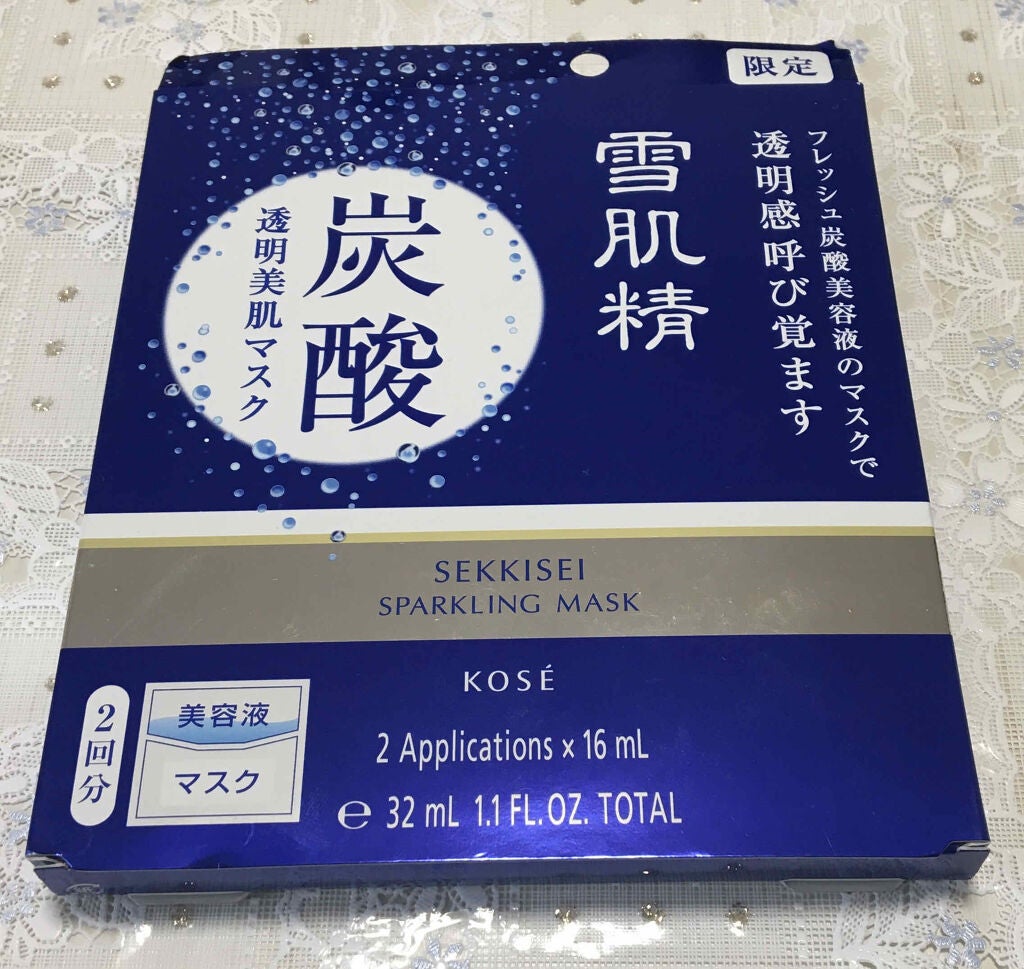 限定
フレッシュ炭酸美容液のマスクで
透明感呼び覚ます
雪肌精
炭酸
透明美肌マスク
SEKKISEI
SPARKLING MASK
KOSÉ
2 Applications × 16 mL
℮ 32 mL 1.1 FL. OZ. TOTAL
2回分
美容液
マスク